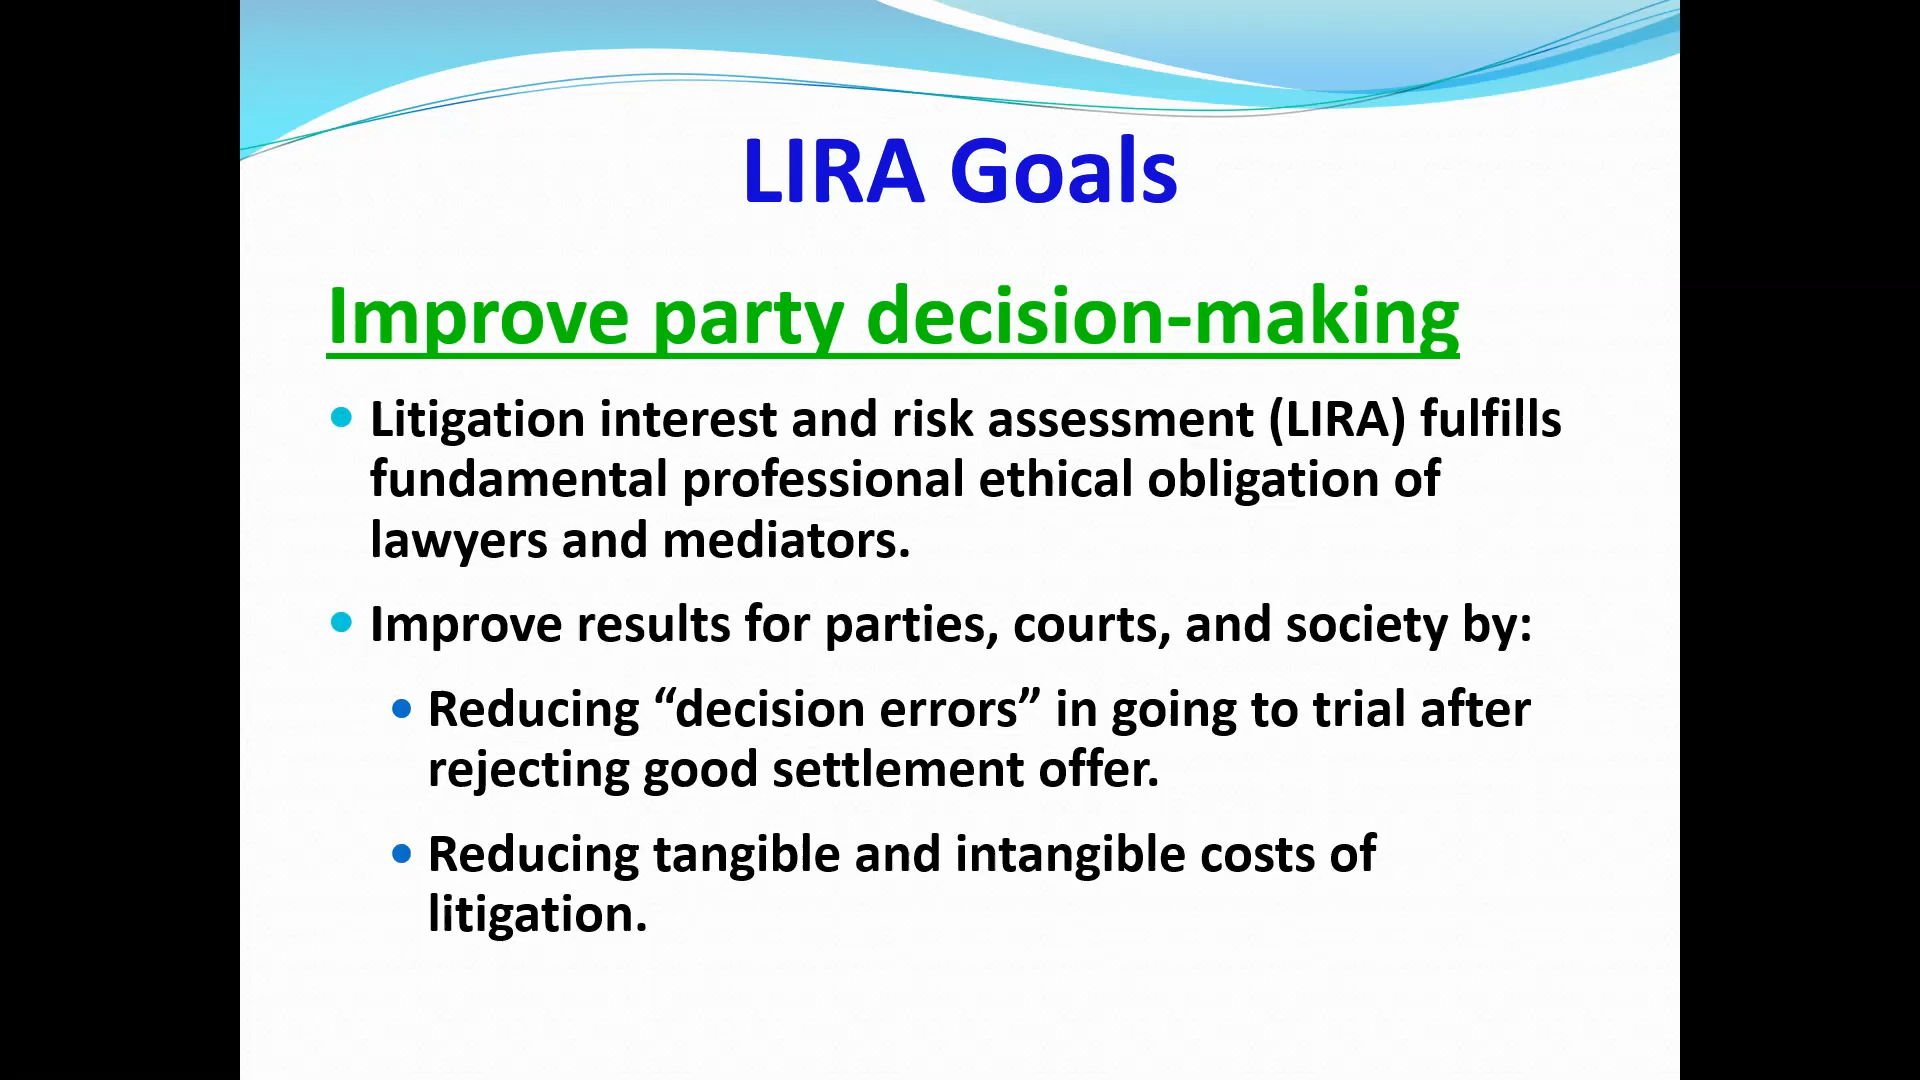 LIRA Goals
Improve party decision-making
• Litigation interest and risk assessment (LIRA) fulfills
fundamental professional ethical obligation of
lawyers and mediators.
• Improve results for parties, courts, and society by:
• Reducing “decision errors” in going to trial after
rejecting good settlement offer.
• Reducing tangible and intangible costs of
litigation.